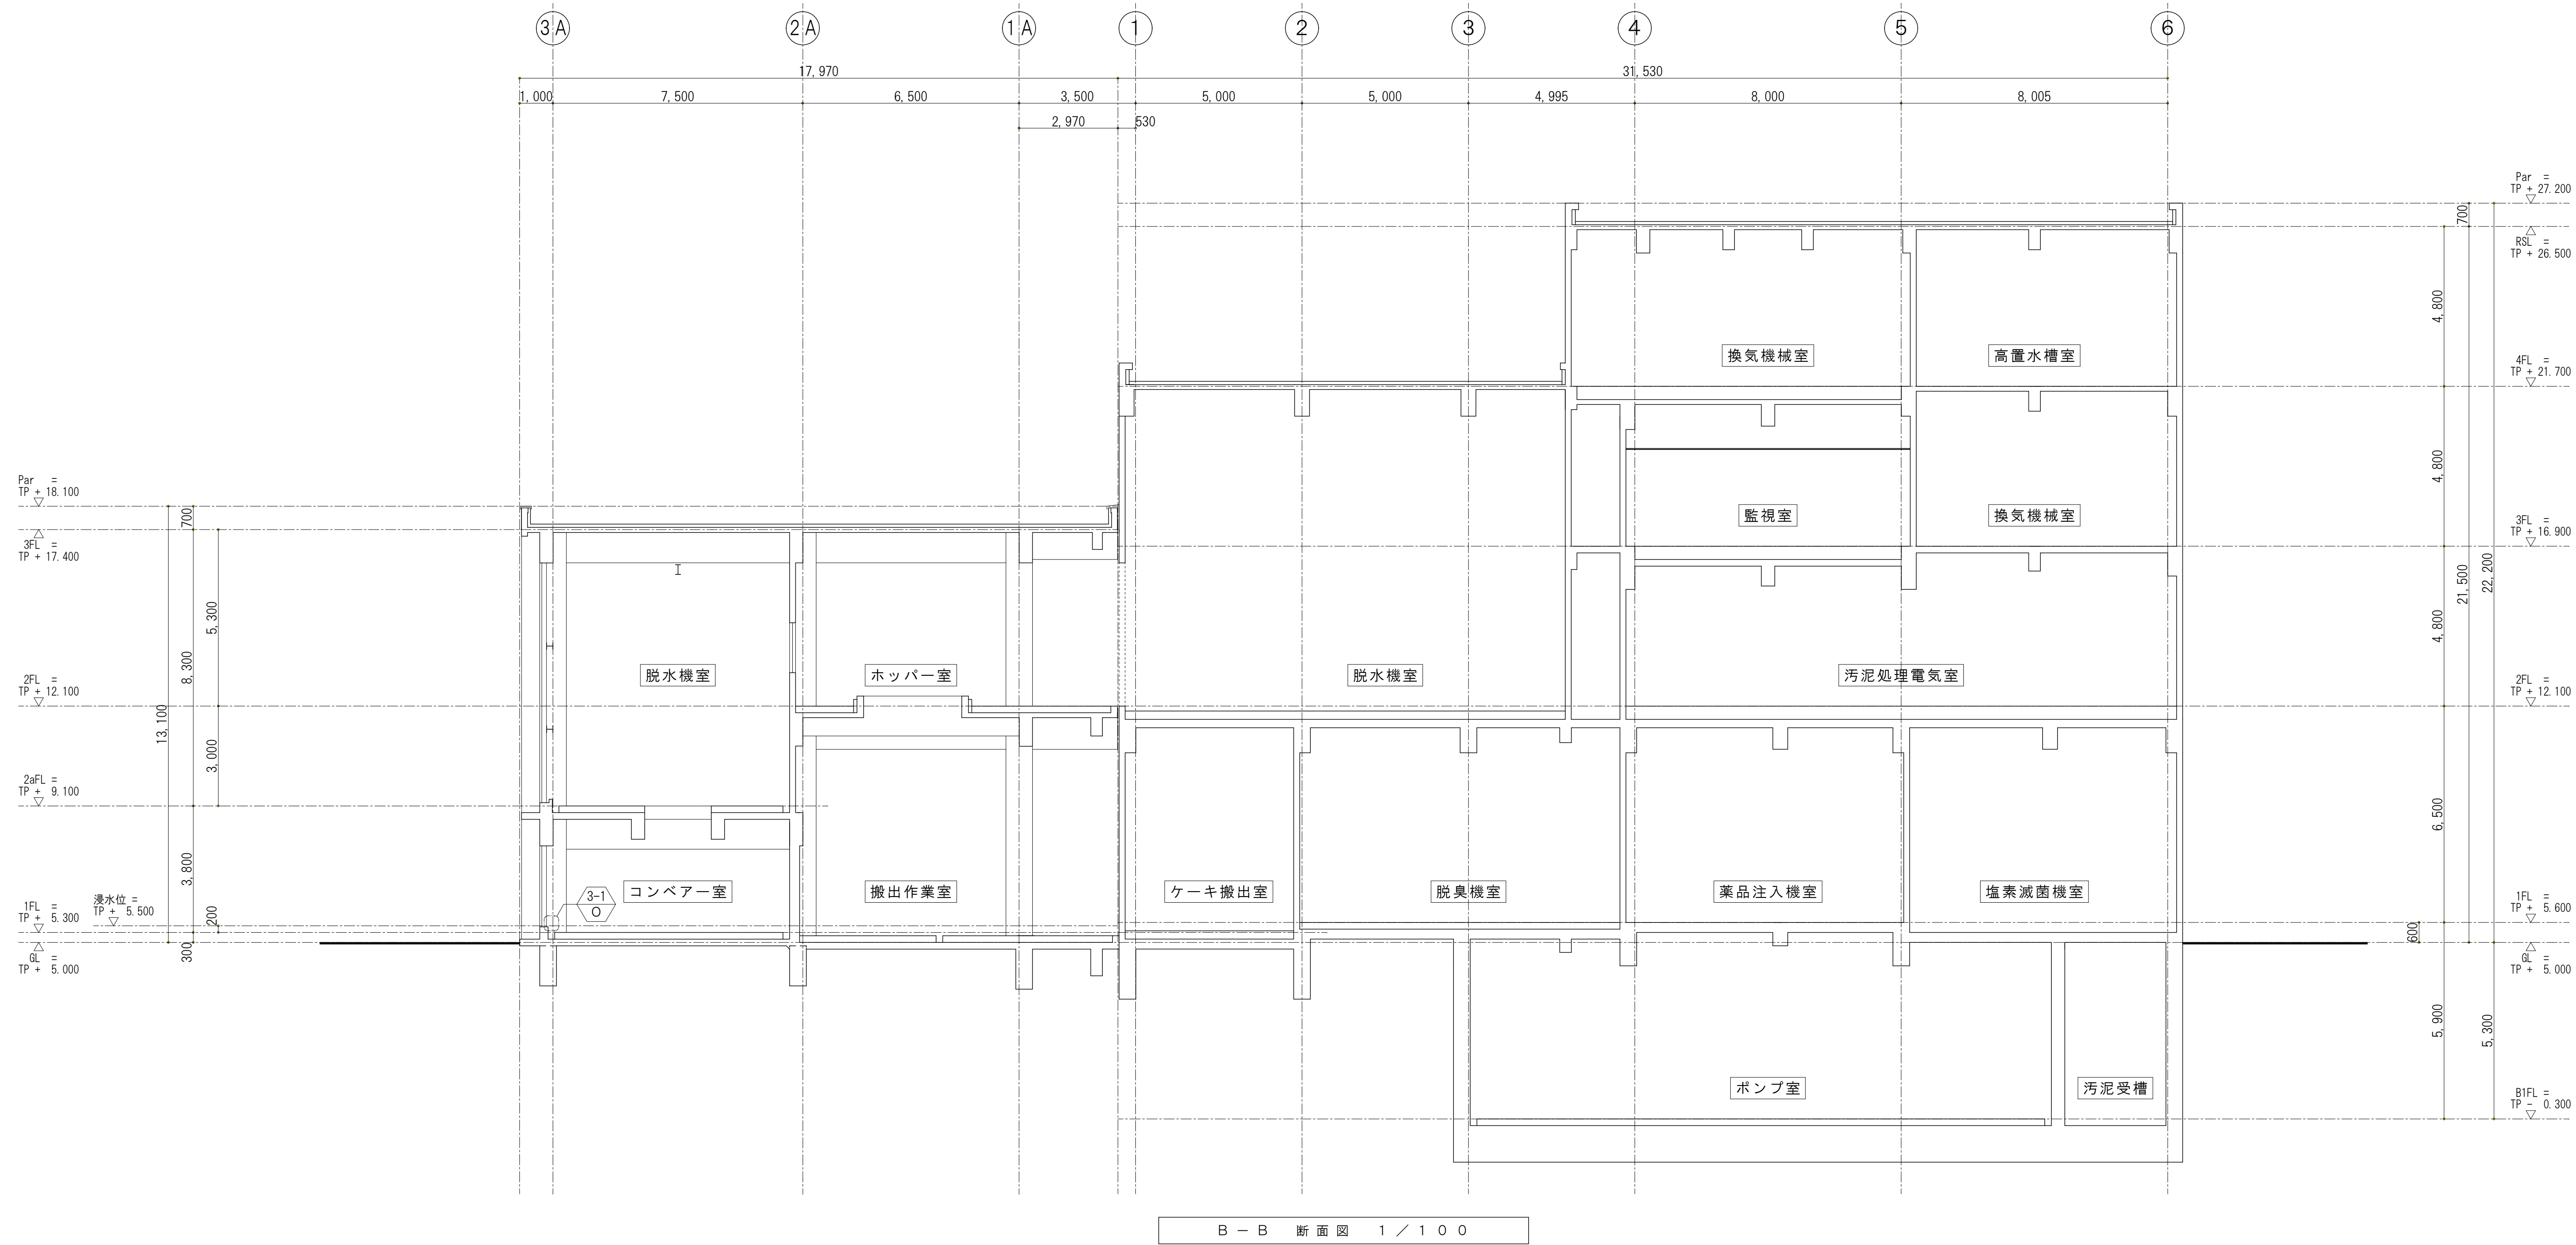 3A 2A 1A 1 2 3 4 5 6
17,970 31,530
1,000 7,500 6,500 3,500 5,000 5,000 4,995 8,000 8,005
2,970 530
Par =
TP + 27.200
700
RSL =
TP + 26.500
4,800
換気機械室 高置水槽室
4FL =
TP + 21.700
4,800
Par =
TP + 18.100
700
3FL =
TP + 17.400
監視室 換気機械室
3FL =
TP + 16.900
21,500
22,200
5,300
4,800
8,300
脱水機室 ホッパー室 脱水機室 汚泥処理電気室
2FL =
TP + 12.100
2FL =
TP + 12.100
13,100
3,000
2aFL =
TP + 9.100
6,500
3,800
コンベアー室 搬出作業室 ケーキ搬出室 脱臭機室 薬品注入機室 塩素滅菌機室
3-1
O
浸水位 =
TP + 5.500
200
1FL =
TP + 5.300
1FL =
TP + 5.600
600
300
GL =
TP + 5.000
GL =
TP + 5.000
5,900
5,300
ポンプ室 汚泥受槽
B1FL =
TP - 0.300
B－B 断面図 1／100